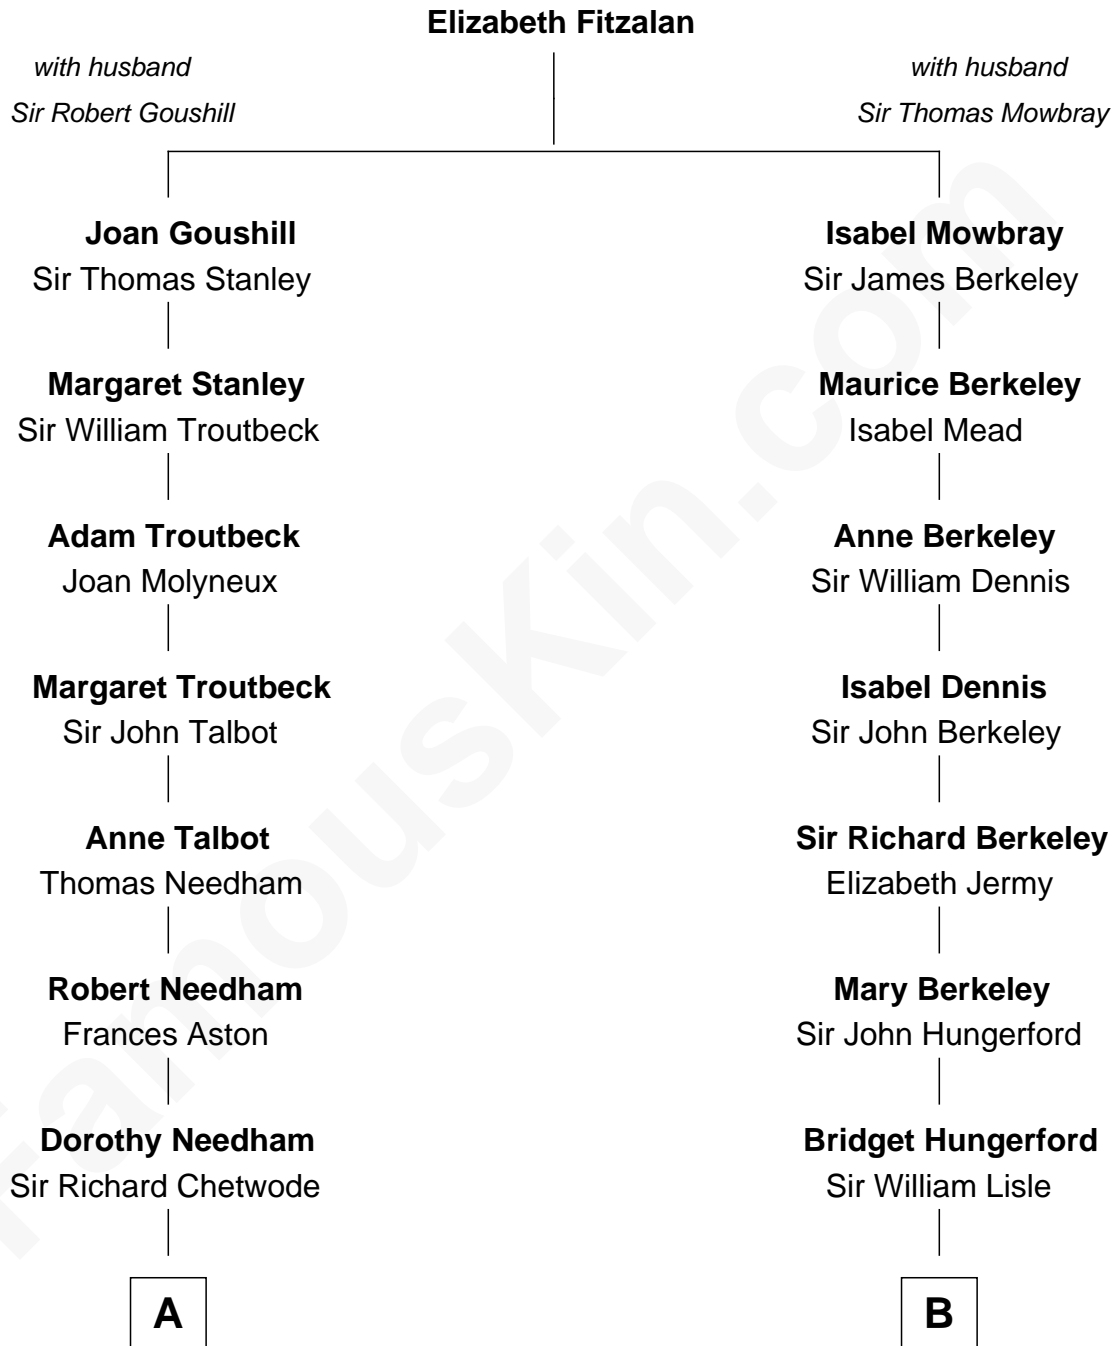 Elizabeth Fitzalan
with husband
Sir Robert Goushill
with husband
Sir Thomas Mowbray
Joan Goushill
Sir Thomas Stanley
Margaret Stanley
Sir William Troutbeck
Adam Troutbeck
Joan Molyneux
Margaret Troutbeck
Sir John Talbot
Anne Talbot
Thomas Needham
Robert Needham
Frances Aston
Dorothy Needham
Sir Richard Chetwode
A
Isabel Mowbray
Sir James Berkeley
Maurice Berkeley
Isabel Mead
Anne Berkeley
Sir William Dennis
Isabel Dennis
Sir John Berkeley
Sir Richard Berkeley
Elizabeth Jermy
Mary Berkeley
Sir John Hungerford
Bridget Hungerford
Sir William Lisle
B
FamousKin.com